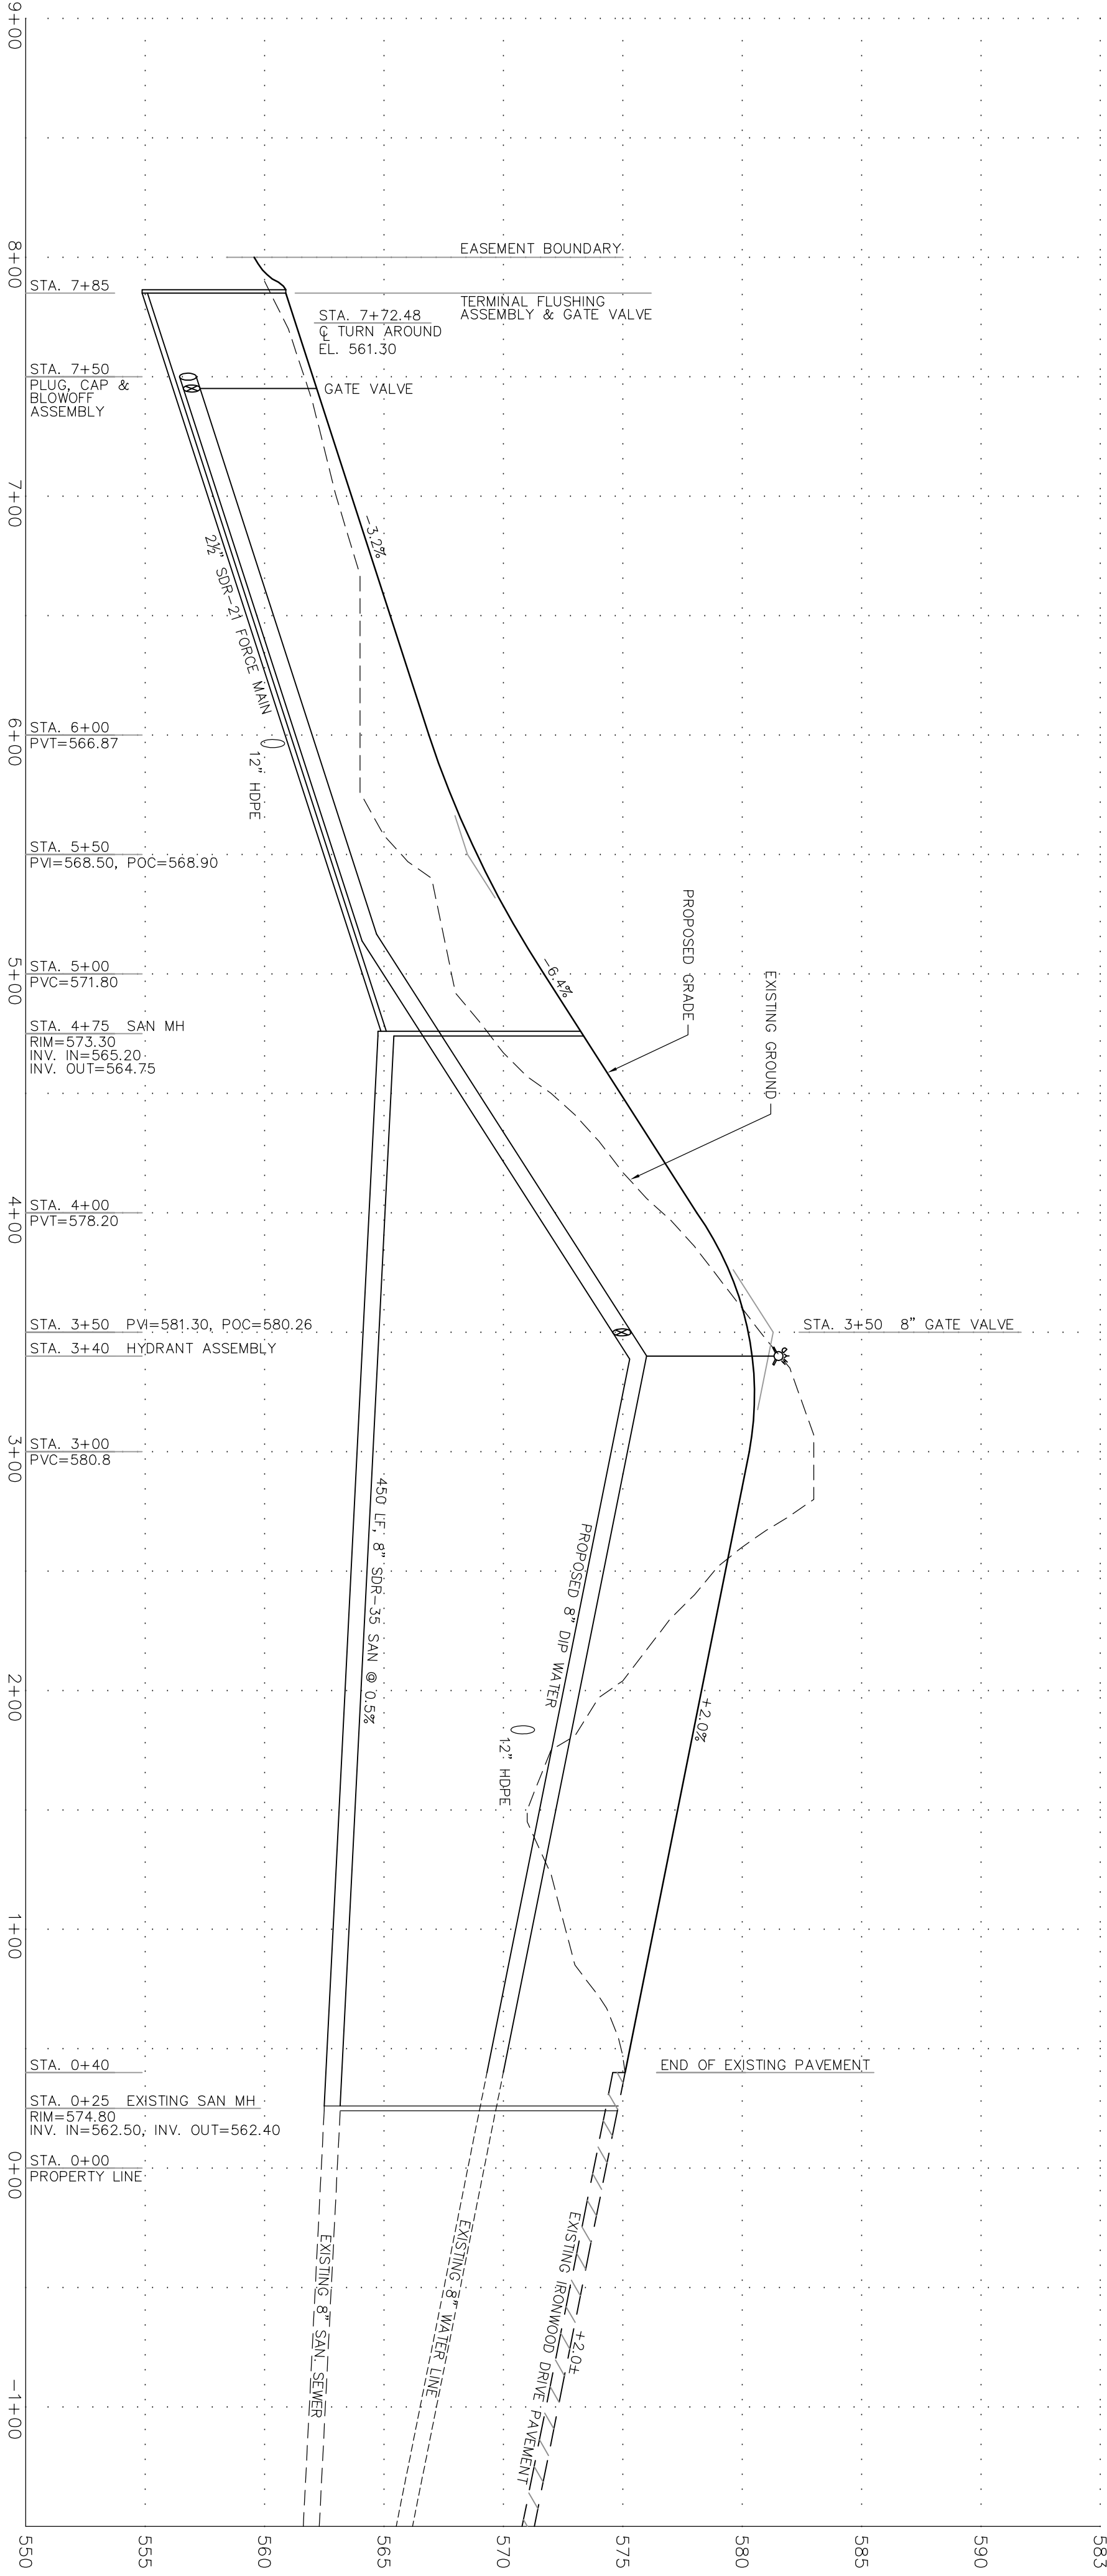 9+00
8+00
7+00
6+00
5+00
4+00
3+00
2+00
1+00
0+00
-1+00
550
555
560
565
570
575
580
585
590
583
EASEMENT BOUNDARY
STA. 7+85
TERMINAL FLUSHING
ASSEMBLY & GATE VALVE
STA. 7+72.48
℄ TURN AROUND
EL. 561.30
STA. 7+50
PLUG, CAP &
BLOWOFF
ASSEMBLY
GATE VALVE
-3.2%
2½" SDR-21 FORCE MAIN
STA. 6+00
PVT=566.87
12" HDPE
STA. 5+50
PVI=568.50, POC=568.90
PROPOSED GRADE
EXISTING GROUND
-6.4%
STA. 5+00
PVC=571.80
STA. 4+75 SAN MH
RIM=573.30
INV. IN=565.20
INV. OUT=564.75
STA. 4+00
PVT=578.20
STA. 3+50 PVI=581.30, POC=580.26
STA. 3+50 8" GATE VALVE
STA. 3+40 HYDRANT ASSEMBLY
STA. 3+00
PVC=580.8
450 LF, 8" SDR-35 SAN @ 0.5%
PROPOSED 8" DIP WATER
+2.0%
12" HDPE
STA. 0+40
END OF EXISTING PAVEMENT
STA. 0+25 EXISTING SAN MH
RIM=574.80
INV. IN=562.50, INV. OUT=562.40
STA. 0+00
PROPERTY LINE
EXISTING 8" SAN. SEWER
EXISTING 8" WATER LINE
EXISTING IRONWOOD DRIVE PAVEMENT
+2.0±